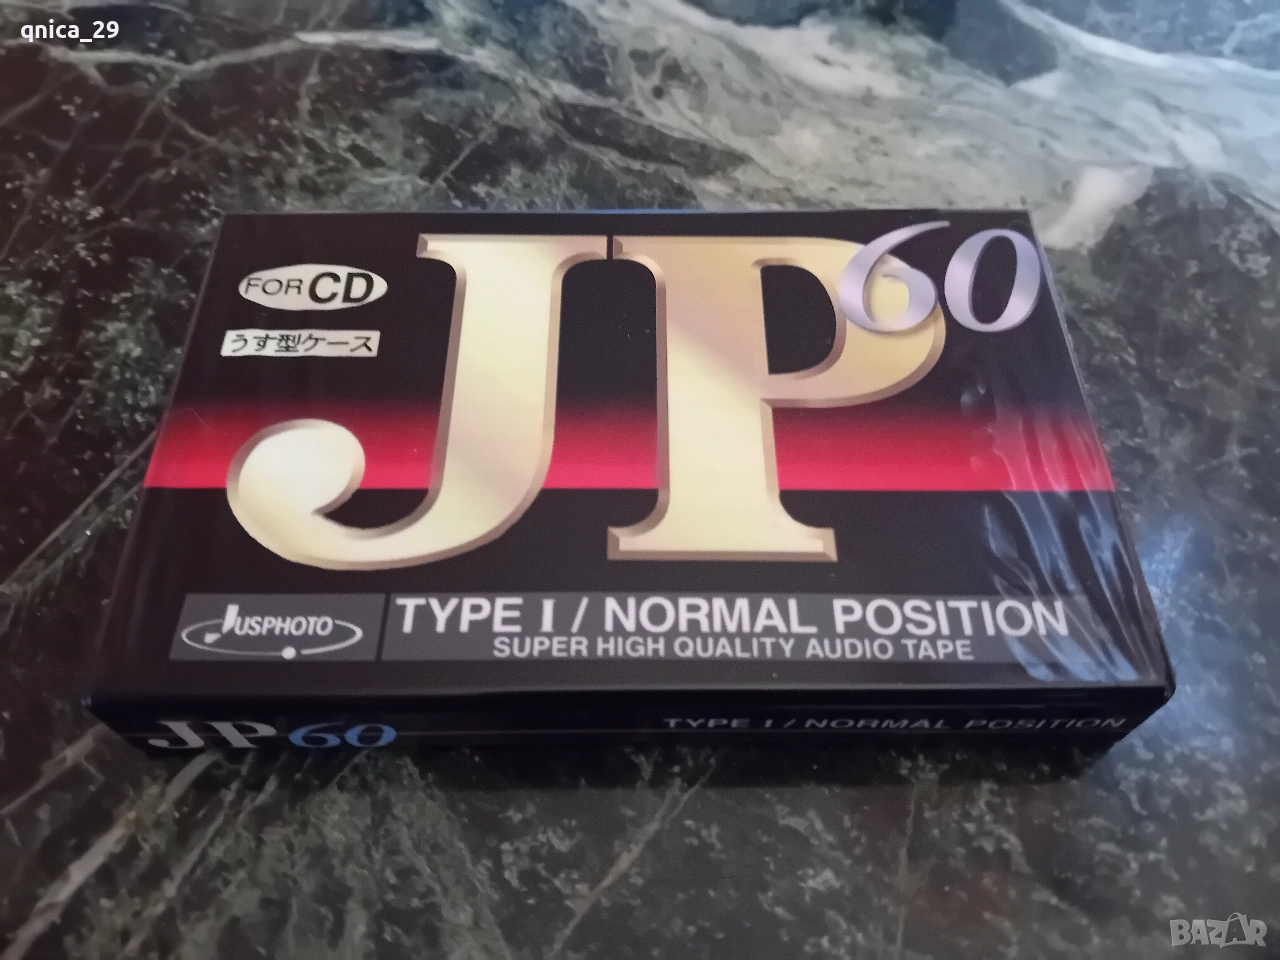 qnica_29
JP 60
FOR CD
うす型ケース
JUSPHOTO
TYPE I / NORMAL POSITION
SUPER HIGH QUALITY AUDIO TAPE
JP 60
TYPE I / NORMAL POSITION
BAZAR